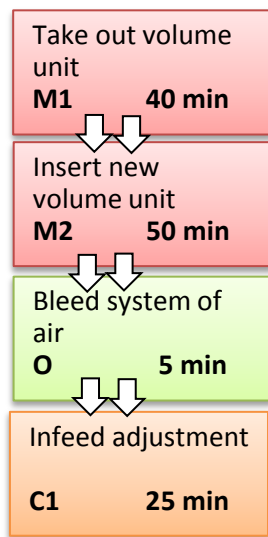 Take out volume
unit
M1 40 min
Insert new
volume unit
M2 50 min
Bleed system of
air
O 5 min
Infeed adjustment
C1 25 min